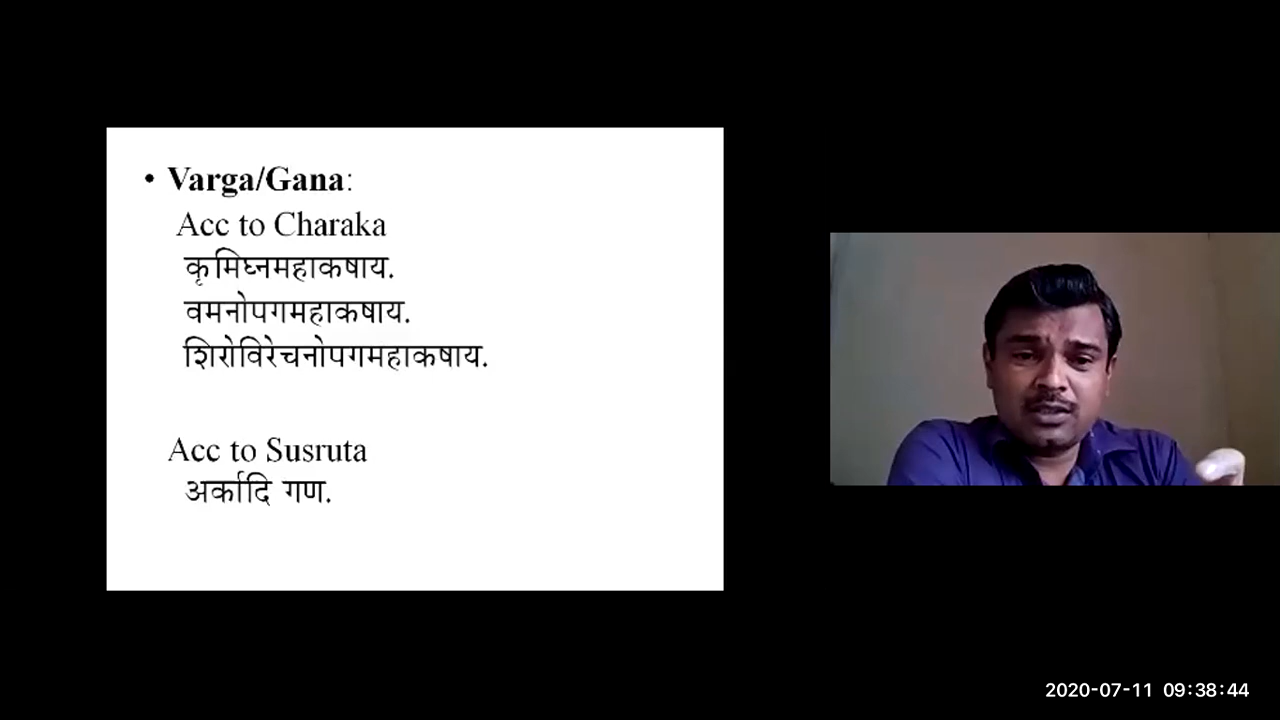 • Varga/Gana:
Acc to Charaka
कृमिघ्नमहाकषाय.
वमनोपगमहाकषाय.
शिरोविरेचनोपगमहाकषाय.
Acc to Susruta
अर्कादि गण.
2020-07-11 09:38:44